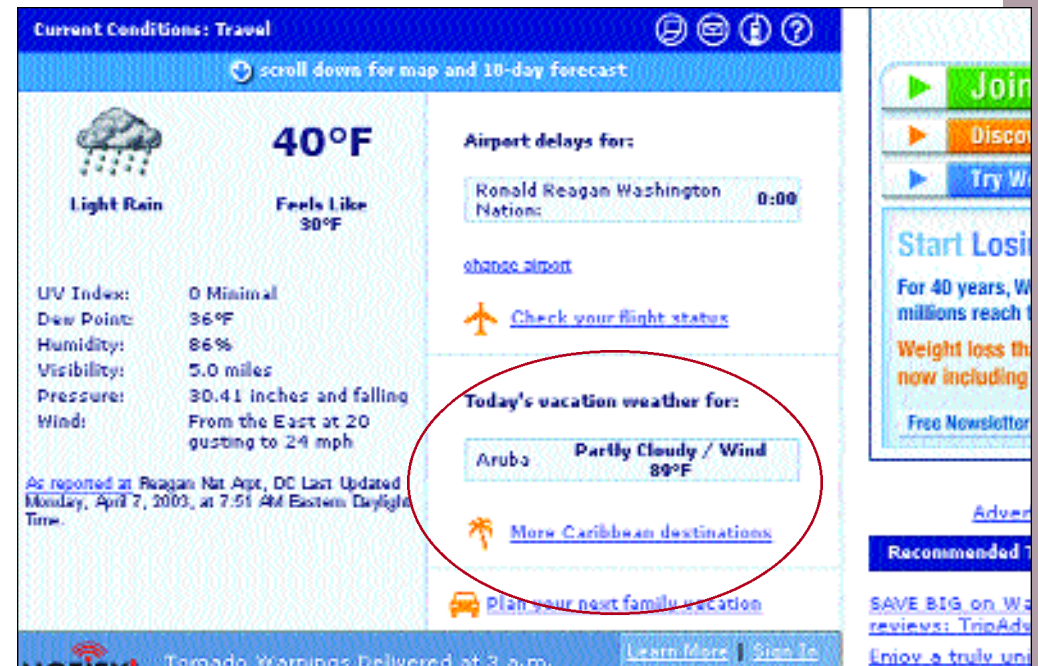 Current Conditions: Travel
scroll down for map and 10-day forecast
40°F
Light Rain
Feels Like
30°F
UV Index: 0 Minimal
Dew Point: 36°F
Humidity: 86%
Visibility: 5.0 miles
Pressure: 30.41 inches and falling
Wind: From the East at 20
gusting to 24 mph
As reported at Reagan Nat Arpt, DC Last Updated
Monday, April 7, 2003, at 7:51 AM Eastern Daylight
Time.
Airport delays for:
Ronald Reagan Washington
Nation: 0:00
change airport
Check your flight status
Today's vacation weather for:
Aruba Partly Cloudy / Wind
89°F
More Caribbean destinations
Plan your next family vacation
Tornado Warnings Delivered at 3 a.m.
Learn More | Sign In
Join
Disco
Try W
Start Losi
For 40 years, W
millions reach t
Weight loss th
now including
Free Newsletter
Adver
Recommended T
SAVE BIG on Wa
reviews: TripAdv
Enjoy a truly uni